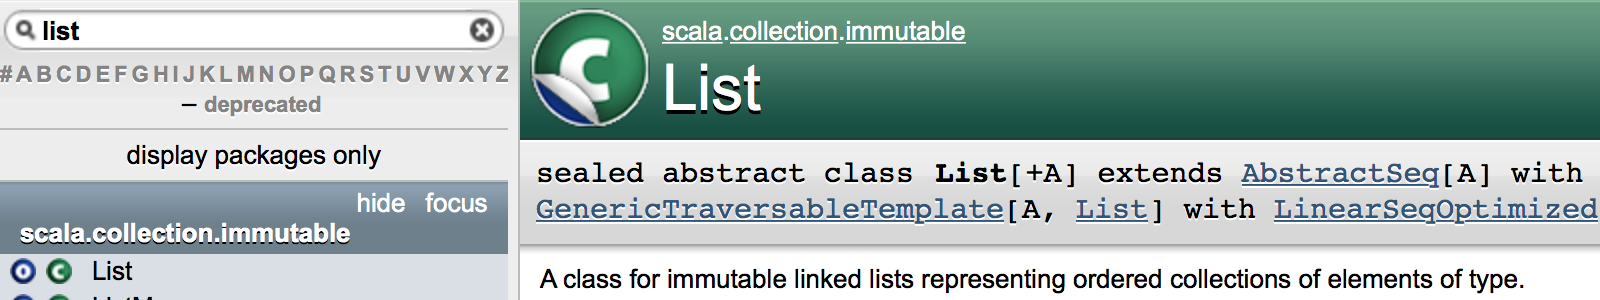 list
#ABCDEFGHIJKLMNOPQRSTUVWXYZ
– deprecated
display packages only
hide focus
scala.collection.immutable
List
scala.collection.immutable
List
sealed abstract class List[+A] extends AbstractSeq[A] with
GenericTraversableTemplate[A, List] with LinearSeqOptimized
A class for immutable linked lists representing ordered collections of elements of type.